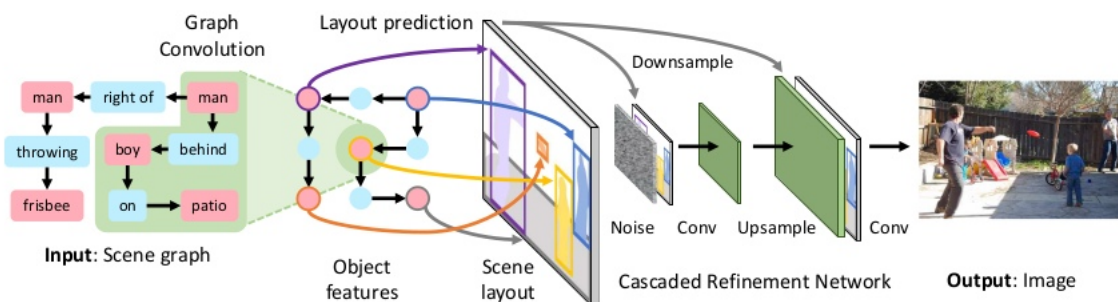 Graph
Convolution
Layout prediction
Downsample
man
right of
man
throwing
boy
behind
frisbee
on
patio
Input: Scene graph
Object
features
Scene
layout
Noise
Conv
Upsample
Conv
Cascaded Refinement Network
Output: Image